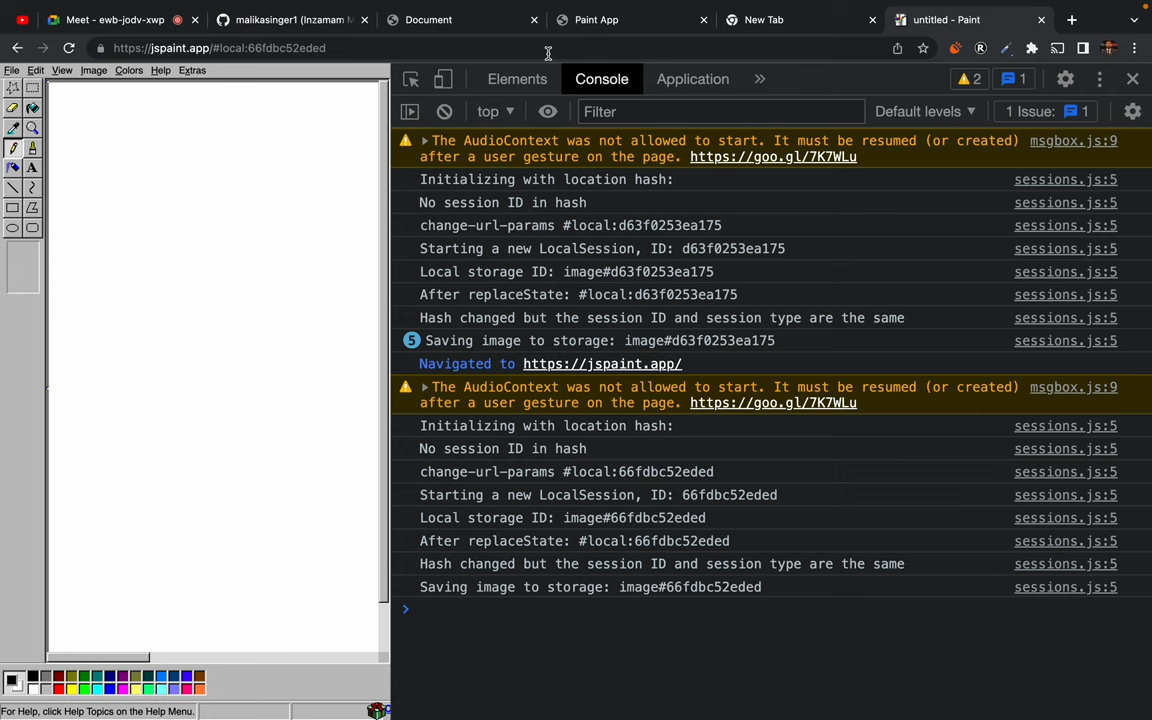 Meet - ewb-jodv-xwp
malikasinger1 (Inzamam M
Document
Paint App
New Tab
untitled - Paint
https://jspaint.app/#local:66fdbc52eded
File Edit View Image Colors Help Extras
Elements Console Application » 2 1
top Filter Default levels 1 Issue: 1
The AudioContext was not allowed to start. It must be resumed (or created) msgbox.js:9
after a user gesture on the page. https://goo.gl/7K7WLu
Initializing with location hash: sessions.js:5
No session ID in hash sessions.js:5
change-url-params #local:d63f0253ea175 sessions.js:5
Starting a new LocalSession, ID: d63f0253ea175 sessions.js:5
Local storage ID: image#d63f0253ea175 sessions.js:5
After replaceState: #local:d63f0253ea175 sessions.js:5
Hash changed but the session ID and session type are the same sessions.js:5
5 Saving image to storage: image#d63f0253ea175 sessions.js:5
Navigated to https://jspaint.app/
The AudioContext was not allowed to start. It must be resumed (or created) msgbox.js:9
after a user gesture on the page. https://goo.gl/7K7WLu
Initializing with location hash: sessions.js:5
No session ID in hash sessions.js:5
change-url-params #local:66fdbc52eded sessions.js:5
Starting a new LocalSession, ID: 66fdbc52eded sessions.js:5
Local storage ID: image#66fdbc52eded sessions.js:5
After replaceState: #local:66fdbc52eded sessions.js:5
Hash changed but the session ID and session type are the same sessions.js:5
Saving image to storage: image#66fdbc52eded sessions.js:5
For Help, click Help Topics on the Help Menu.